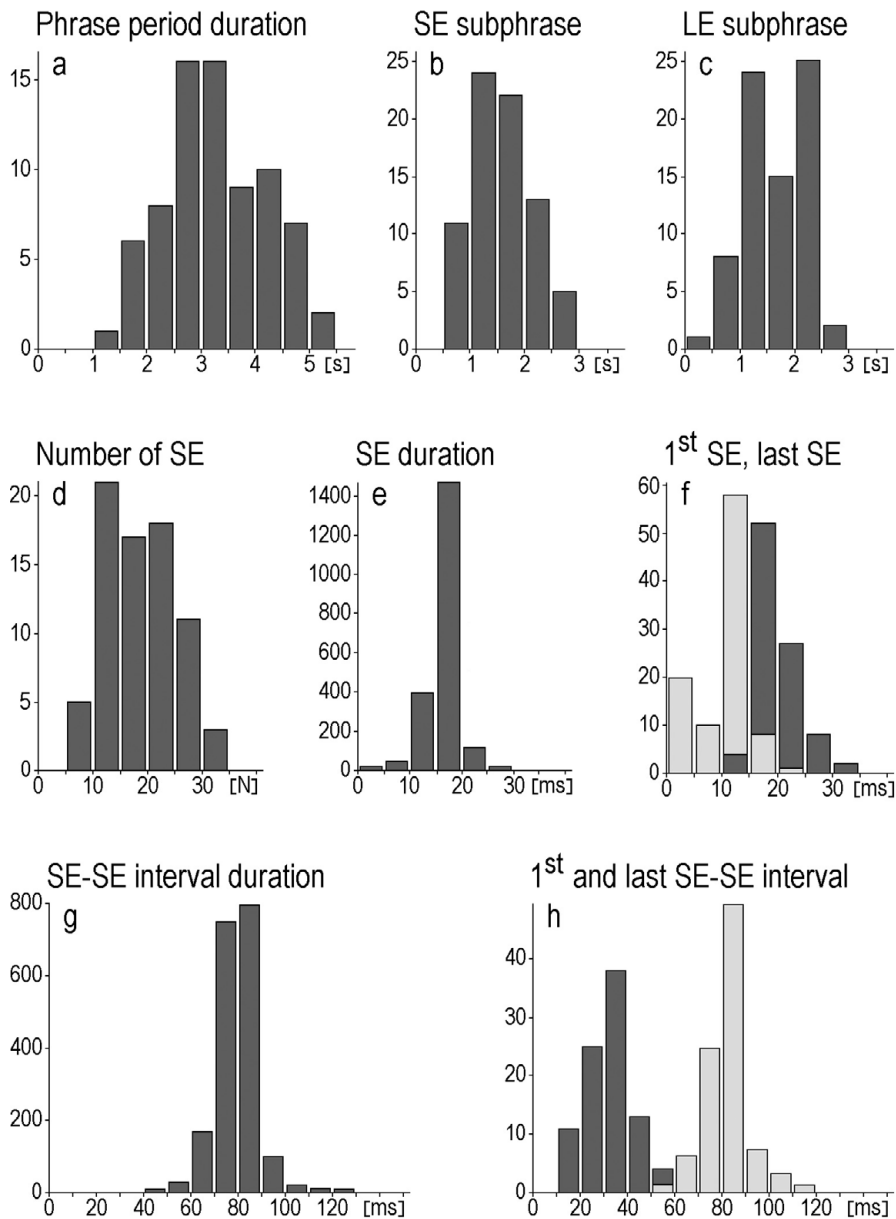 Phrase period duration
a
15
10
5
0
0 1 2 3 4 5 [s]
SE subphrase
b
25
20
15
10
5
0
0 1 2 3 [s]
LE subphrase
c
25
20
15
10
5
0
0 1 2 3 [s]
Number of SE
d
20
15
10
5
0
0 10 20 30 [N]
SE duration
e
1400
1200
1000
800
600
400
200
0
0 10 20 30 [ms]
1st SE, last SE
f
60
50
40
30
20
10
0
0 10 20 30 [ms]
SE-SE interval duration
g
800
600
400
200
0
0 20 40 60 80 100 120 [ms]
1st and last SE-SE interval
h
40
30
20
10
0
0 20 40 60 80 100 120 [ms]